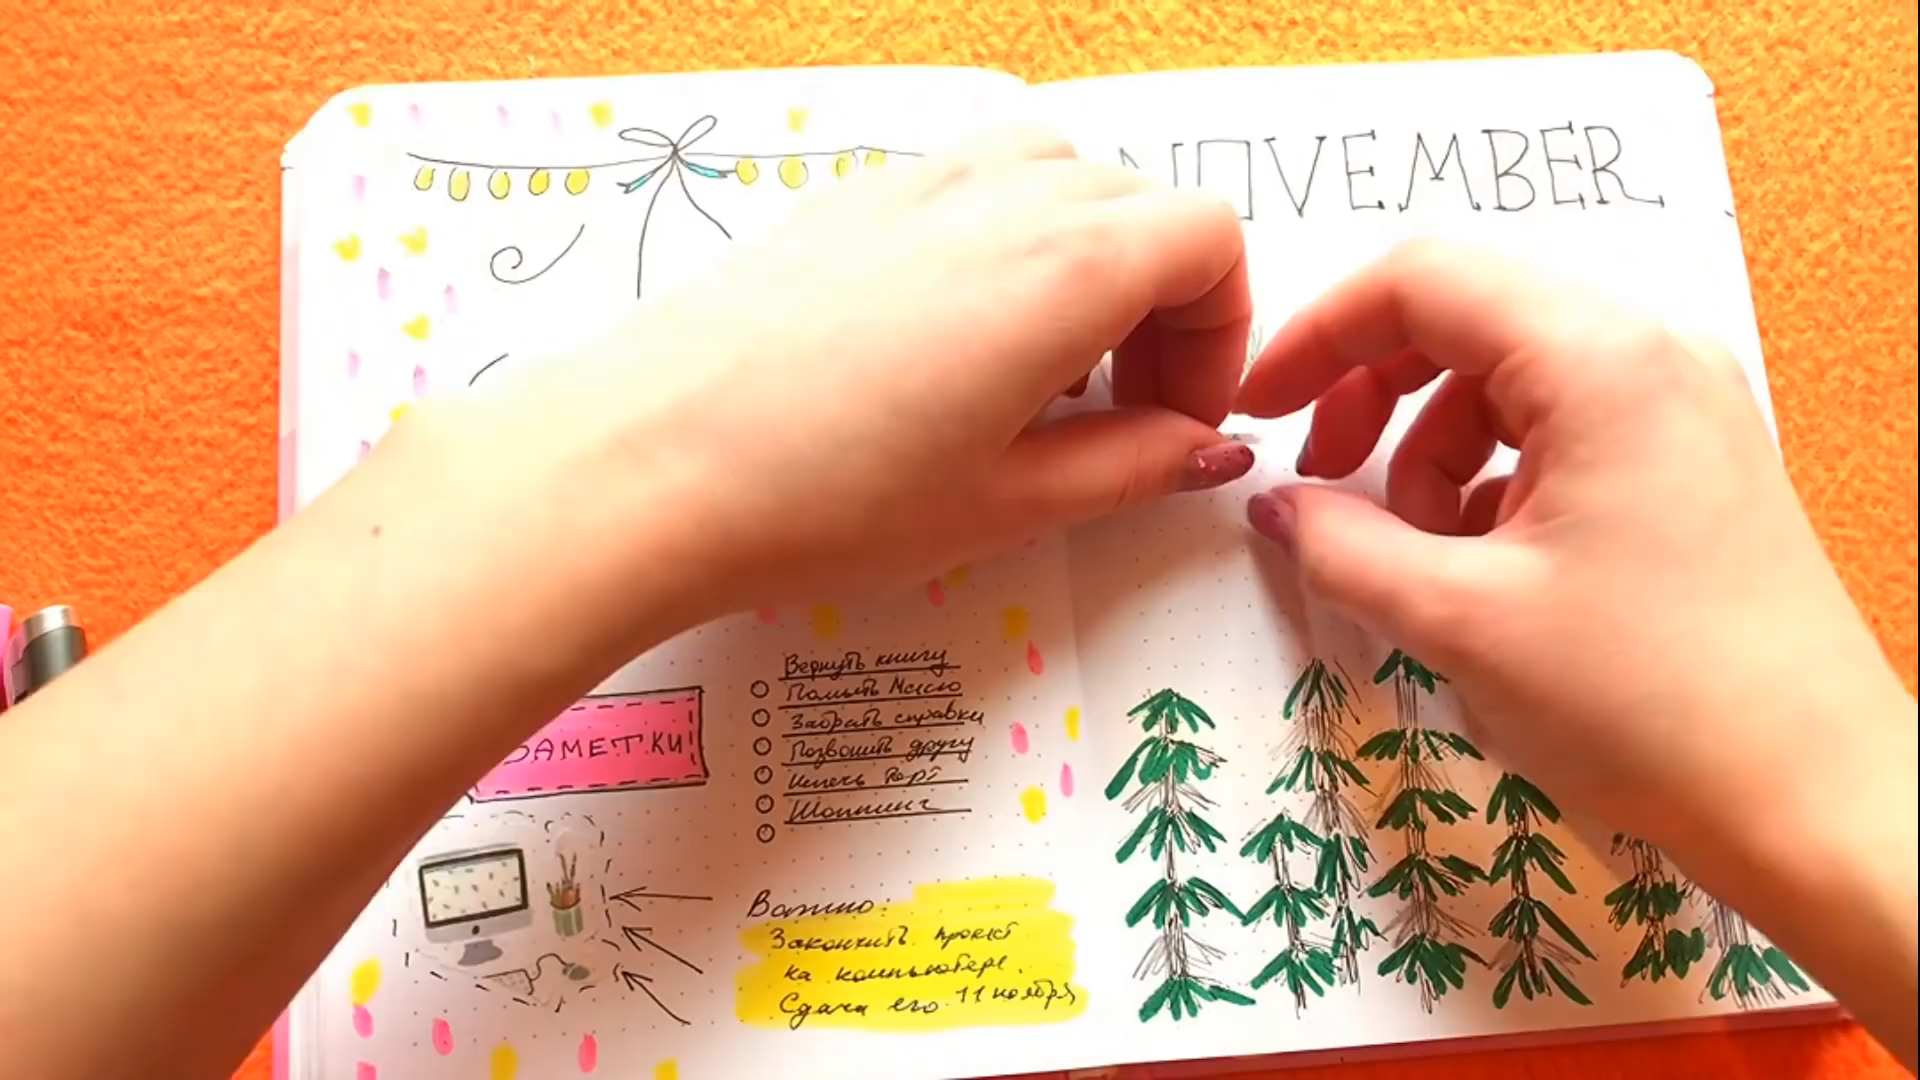 NOVEMBER
Вернуть книгу
Помыть Масю
Забрать справки
Позвонить другу
Испечь торт
Шоппинг
ЗАМЕТКИ
Важно:
Закончить проект
на компьютере.
Сдача его 11 ноября